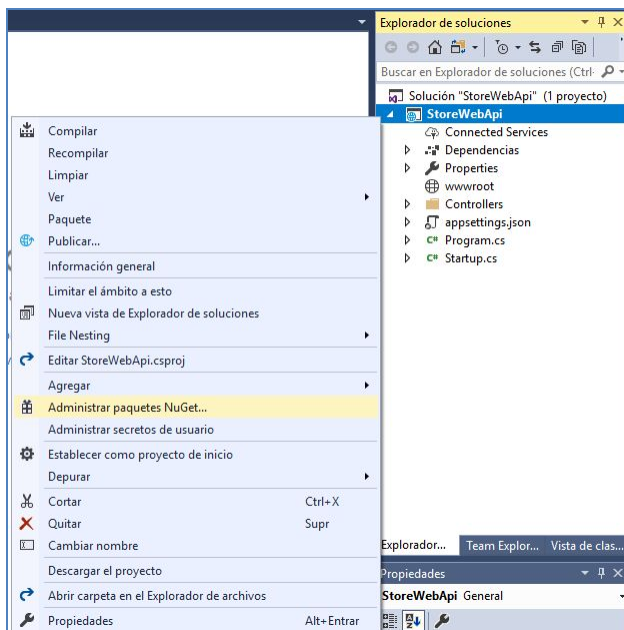 Explorador de soluciones
Buscar en Explorador de soluciones (Ctrl
Solución "StoreWebApi" (1 proyecto)
StoreWebApi
Connected Services
Dependencias
Properties
wwwroot
Controllers
appsettings.json
C# Program.cs
C# Startup.cs
Compilar
Recompilar
Limpiar
Ver
Paquete
Publicar...
Información general
Limitar el ámbito a esto
Nueva vista de Explorador de soluciones
File Nesting
Editar StoreWebApi.csproj
Agregar
Administrar paquetes NuGet...
Administrar secretos de usuario
Establecer como proyecto de inicio
Depurar
Cortar Ctrl+X
Quitar Supr
Cambiar nombre
Descargar el proyecto
Abrir carpeta en el Explorador de archivos
Propiedades Alt+Entrar
Explorador... Team Explor... Vista de clas...
Propiedades
StoreWebApi General